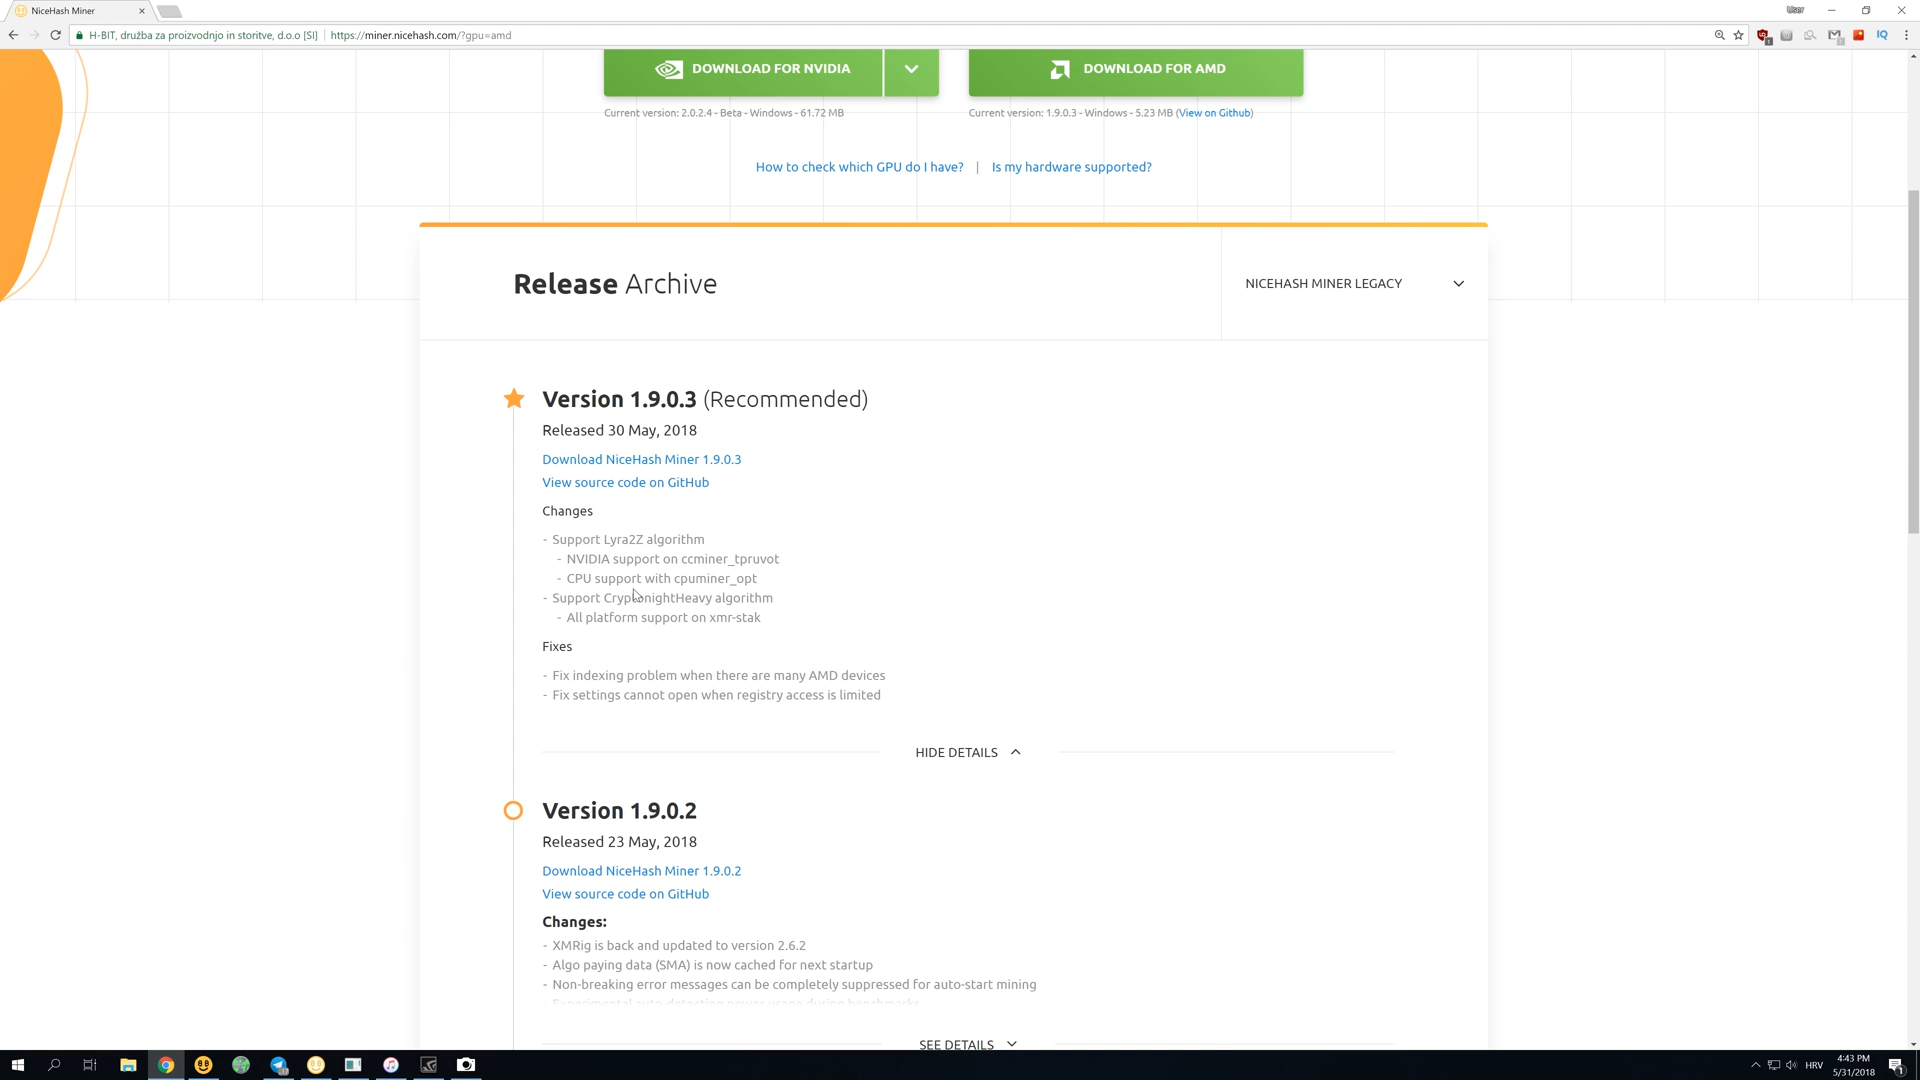 NiceHash Miner
User
H-BIT, družba za proizvodnjo in storitve, d.o.o [SI] | https://miner.nicehash.com/?gpu=amd
DOWNLOAD FOR NVIDIA
DOWNLOAD FOR AMD
Current version: 2.0.2.4 - Beta - Windows - 61.72 MB
Current version: 1.9.0.3 - Windows - 5.23 MB (View on Github)
How to check which GPU do I have? | Is my hardware supported?
Release Archive
NICEHASH MINER LEGACY
Version 1.9.0.3 (Recommended)
Released 30 May, 2018
Download NiceHash Miner 1.9.0.3
View source code on GitHub
Changes
- Support Lyra2Z algorithm
- NVIDIA support on ccminer_tpruvot
- CPU support with cpuminer_opt
- Support CryptonightHeavy algorithm
- All platform support on xmr-stak
Fixes
- Fix indexing problem when there are many AMD devices
- Fix settings cannot open when registry access is limited
HIDE DETAILS
Version 1.9.0.2
Released 23 May, 2018
Download NiceHash Miner 1.9.0.2
View source code on GitHub
Changes:
- XMRig is back and updated to version 2.6.2
- Algo paying data (SMA) is now cached for next startup
- Non-breaking error messages can be completely suppressed for auto-start mining
- Experimental auto-detecting power usage during benchmarks
SEE DETAILS
HRV
4:43 PM
5/31/2018